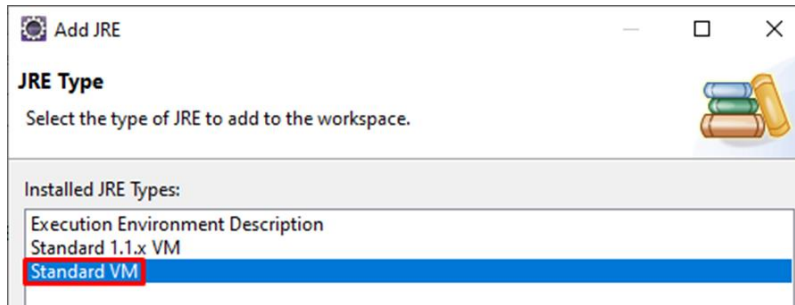 Add JRE
JRE Type
Select the type of JRE to add to the workspace.
Installed JRE Types:
Execution Environment Description
Standard 1.1.x VM
Standard VM